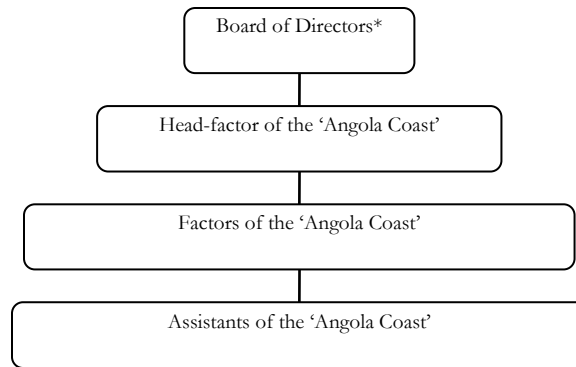 Board of Directors*
Head-factor of the ‘Angola Coast’
Factors of the ‘Angola Coast’
Assistants of the ‘Angola Coast’